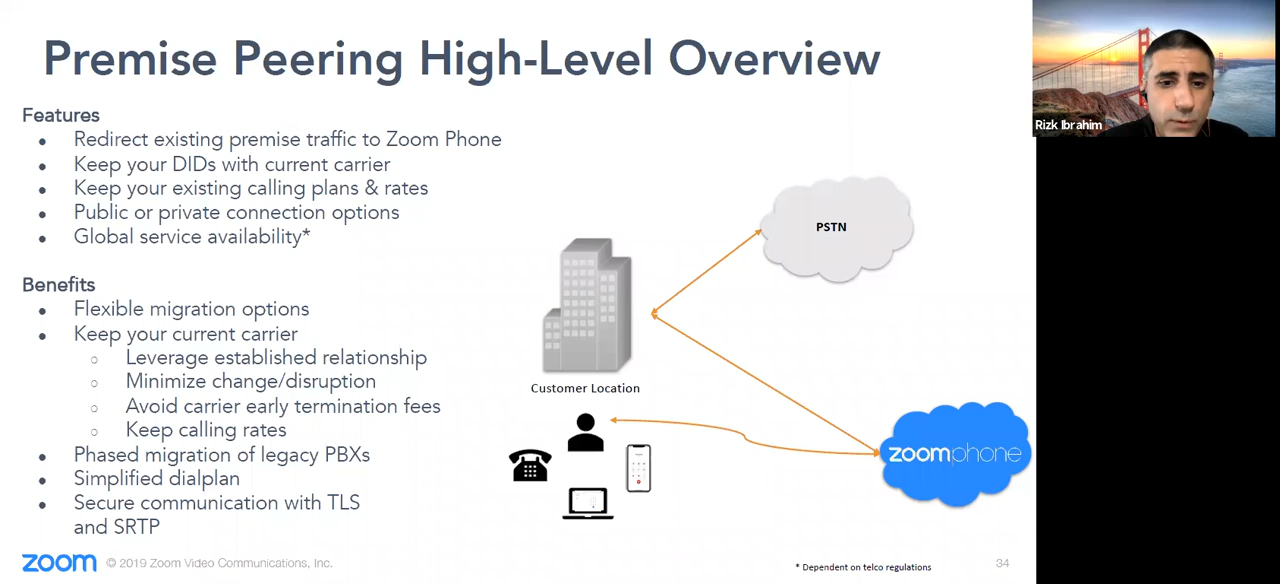 Premise Peering High-Level Overview
Rizk Ibrahim
Features
● Redirect existing premise traffic to Zoom Phone
● Keep your DIDs with current carrier
● Keep your existing calling plans & rates
● Public or private connection options
● Global service availability*
Benefits
● Flexible migration options
● Keep your current carrier
○ Leverage established relationship
○ Minimize change/disruption
○ Avoid carrier early termination fees
○ Keep calling rates
● Phased migration of legacy PBXs
● Simplified dialplan
● Secure communication with TLS
and SRTP
PSTN
Customer Location
zoomphone
zoom
© 2019 Zoom Video Communications, Inc.
* Dependent on telco regulations
34